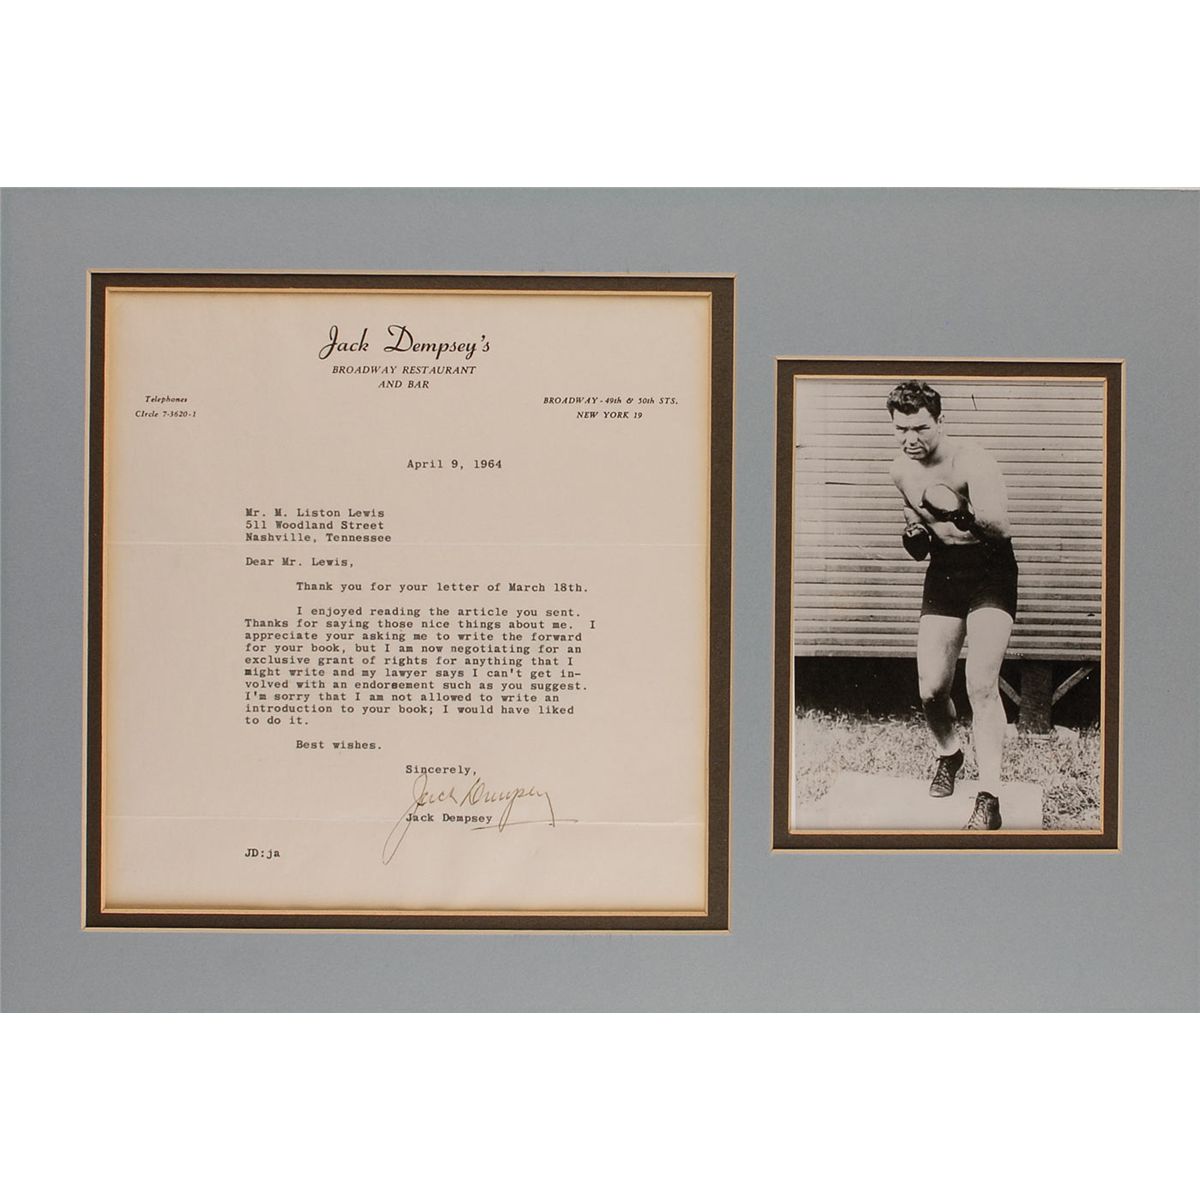 Jack Dempsey's
BROADWAY RESTAURANT
AND BAR
Telephones
CIrcle 7-3620-1
BROADWAY - 49th & 50th STS.
NEW YORK 19
April 9, 1964
Mr. M. Liston Lewis
511 Woodland Street
Nashville, Tennessee
Dear Mr. Lewis,
Thank you for your letter of March 18th.
I enjoyed reading the article you sent.
Thanks for saying those nice things about me. I
appreciate your asking me to write the forward
for your book, but I am now negotiating for an
exclusive grant of rights for anything that I
might write and my lawyer says I can't get in-
volved with an endorsement such as you suggest.
I'm sorry that I am not allowed to write an
introduction to your book; I would have liked
to do it.
Best wishes.
Sincerely,
Jack Dempsey
Jack Dempsey
JD:ja